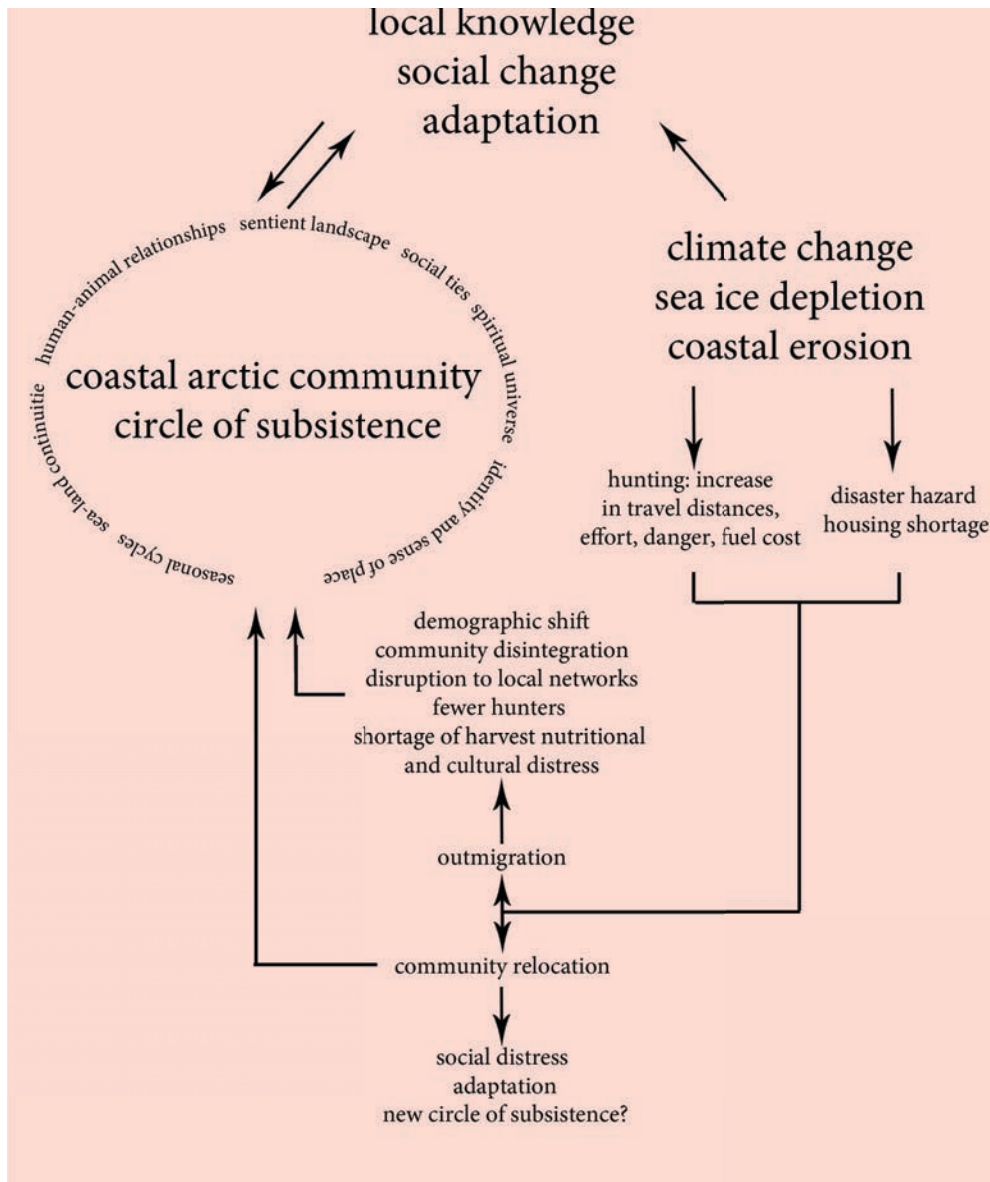 local knowledge
social change
adaptation
climate change
sea ice depletion
coastal erosion
seasonal cycles
sea-land continuitie
human-animal relationships
sentient landscape
social ties
spiritual universe
identity and sense of place
coastal arctic community
circle of subsistence
hunting: increase
in travel distances,
effort, danger, fuel cost
disaster hazard
housing shortage
demographic shift
community disintegration
disruption to local networks
fewer hunters
shortage of harvest nutritional
and cultural distress
outmigration
community relocation
social distress
adaptation
new circle of subsistence?